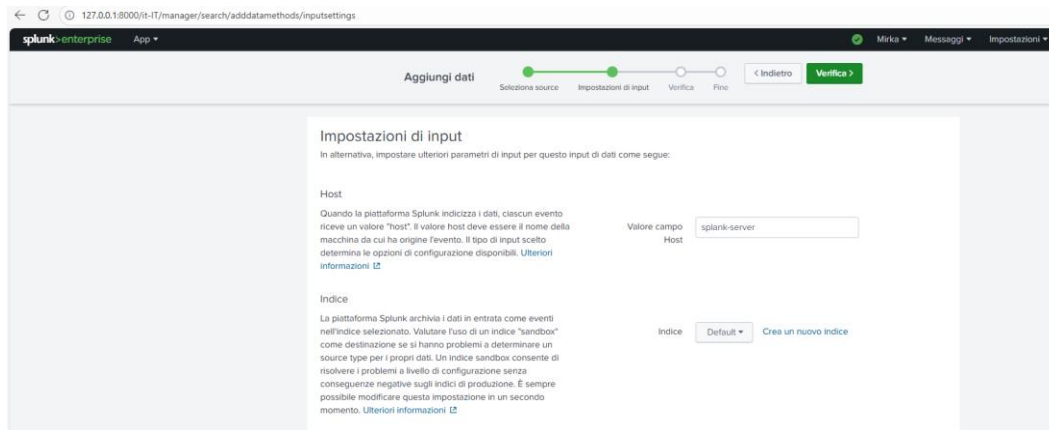 127.0.0.1:8000/it-IT/manager/search/adddatamethods/inputsettings
splunk>enterprise App Mirka Messaggi Impostazioni
Aggiungi dati
Seleziona source Impostazioni di input Verifica Fine
< Indietro Verifica >
Impostazioni di input
In alternativa, impostare ulteriori parametri di input per questo input di dati come segue:
Host
Quando la piattaforma Splunk indicizza i dati, ciascun evento
riceve un valore "host". Il valore host deve essere il nome della
macchina da cui ha origine l'evento. Il tipo di input scelto
determina le opzioni di configurazione disponibili. Ulteriori
informazioni
Valore campo
Host
splank-server
Indice
La piattaforma Splunk archivia i dati in entrata come eventi
nell'indice selezionato. Valutare l'uso di un indice "sandbox"
come destinazione se si hanno problemi a determinare un
source type per i propri dati. Un indice sandbox consente di
risolvere i problemi a livello di configurazione senza
conseguenze negative sugli indici di produzione. È sempre
possibile modificare questa impostazione in un secondo
momento. Ulteriori informazioni
Indice Default Crea un nuovo indice